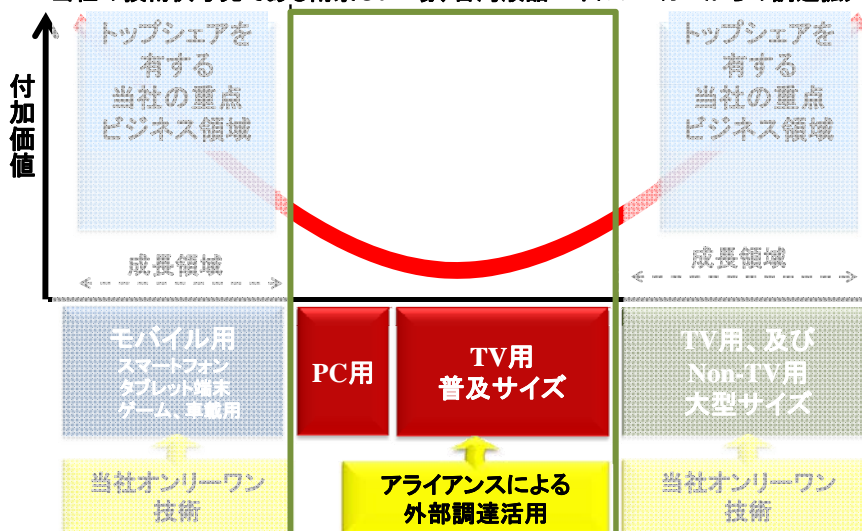 トップシェアを
有する
当社の重点
ビジネス領域
トップシェアを
有する
当社の重点
ビジネス領域
付加価値
成長領域
成長領域
モバイル用
スマートフォン
タブレット端末
ゲーム、車載用
PC用
TV用
普及サイズ
TV用、及び
Non-TV用
大型サイズ
当社オンリーワン
技術
アライアンスによる
外部調達活用
当社オンリーワン
技術